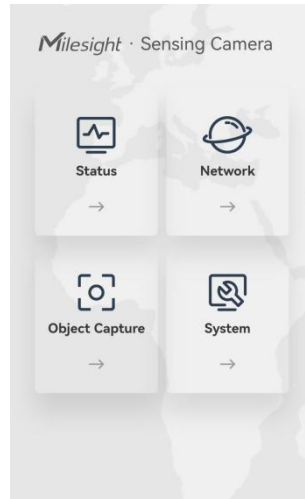 Milesight · Sensing Camera
Status
Network
→
→
Object Capture
System
→
→